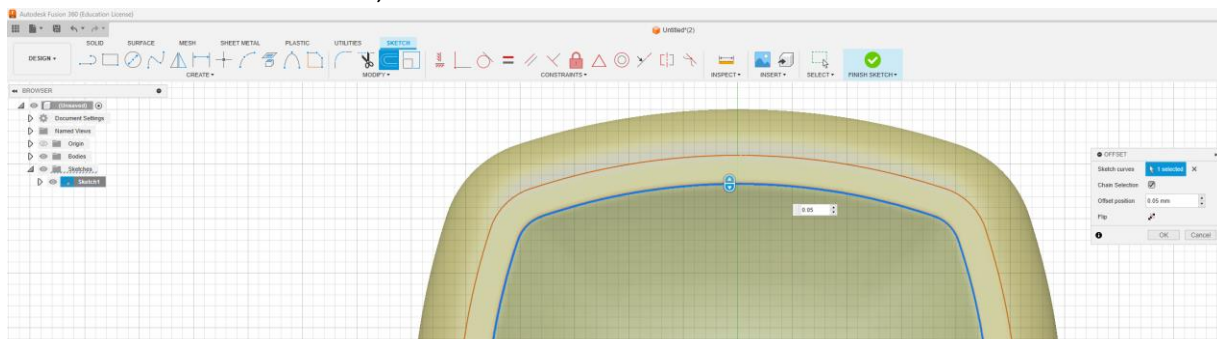 Autodesk Fusion 360 (Education License)
Untitled*(2)
SOLID SURFACE MESH SHEET METAL PLASTIC UTILITIES SKETCH
DESIGN
CREATE MODIFY CONSTRAINTS INSPECT INSERT SELECT FINISH SKETCH
BROWSER
(Unsaved)
Document Settings
Named Views
Origin
Bodies
Sketches
Sketch1
0.05
OFFSET
Sketch curves 1 selected
Chain Selection
Offset position 0.05 mm
Flip
OK Cancel